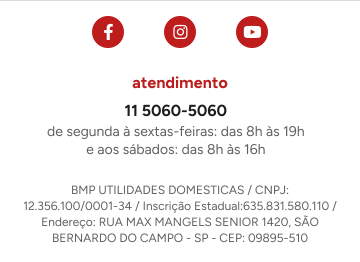 atendimento
11 5060-5060
de segunda à sextas-feiras: das 8h às 19h
e aos sábados: das 8h às 16h
BMP UTILIDADES DOMESTICAS / CNPJ:
12.356.100/0001-34 / Inscrição Estadual:635.831.580.110 /
Endereço: RUA MAX MANGELS SENIOR 1420, SÃO
BERNARDO DO CAMPO - SP - CEP: 09895-510